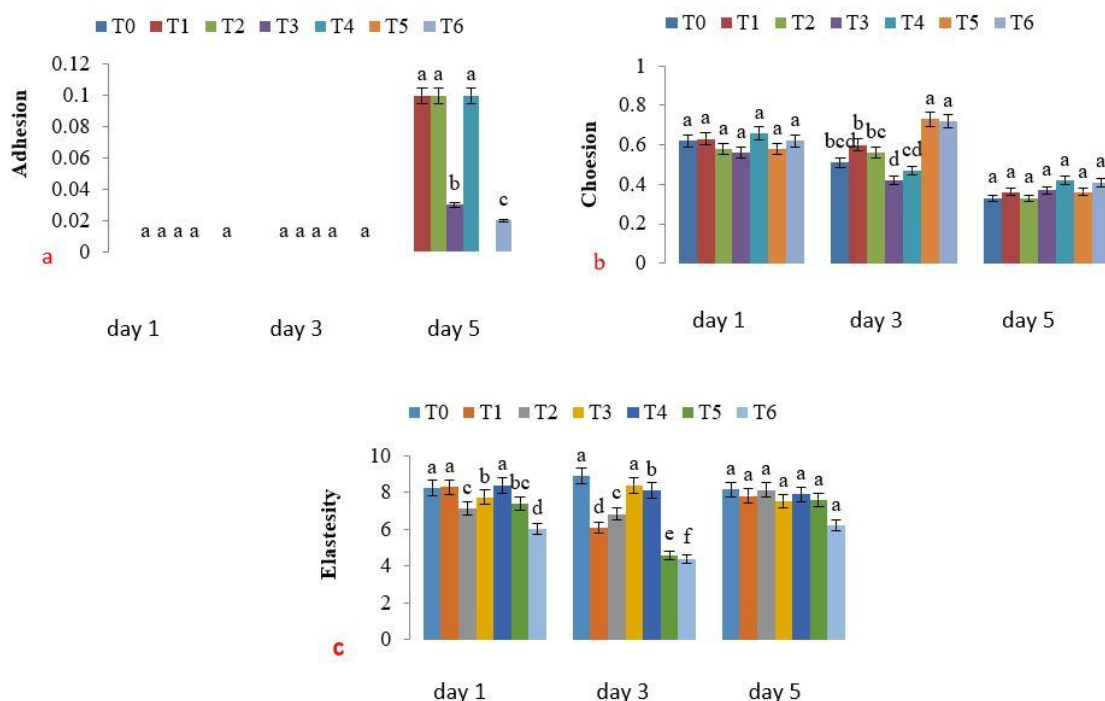 T0 T1 T2 T3 T4 T5 T6
0.12
0.1
0.08
0.06
0.04
0.02
0
Adhesion
a a a b a c
a a a a a
a a a a a
a
day 1 day 3 day 5
T0 T1 T2 T3 T4 T5 T6
1
0.8
0.6
0.4
0.2
0
Choesion
a a a a a a a
bcd b bc d cd a a
a a a a a a a
b
day 1 day 3 day 5
T0 T1 T2 T3 T4 T5 T6
10
8
6
4
2
0
Elastesity
a a c b a bc d
a d c a b e f
a a a a a a a
c
day 1 day 3 day 5